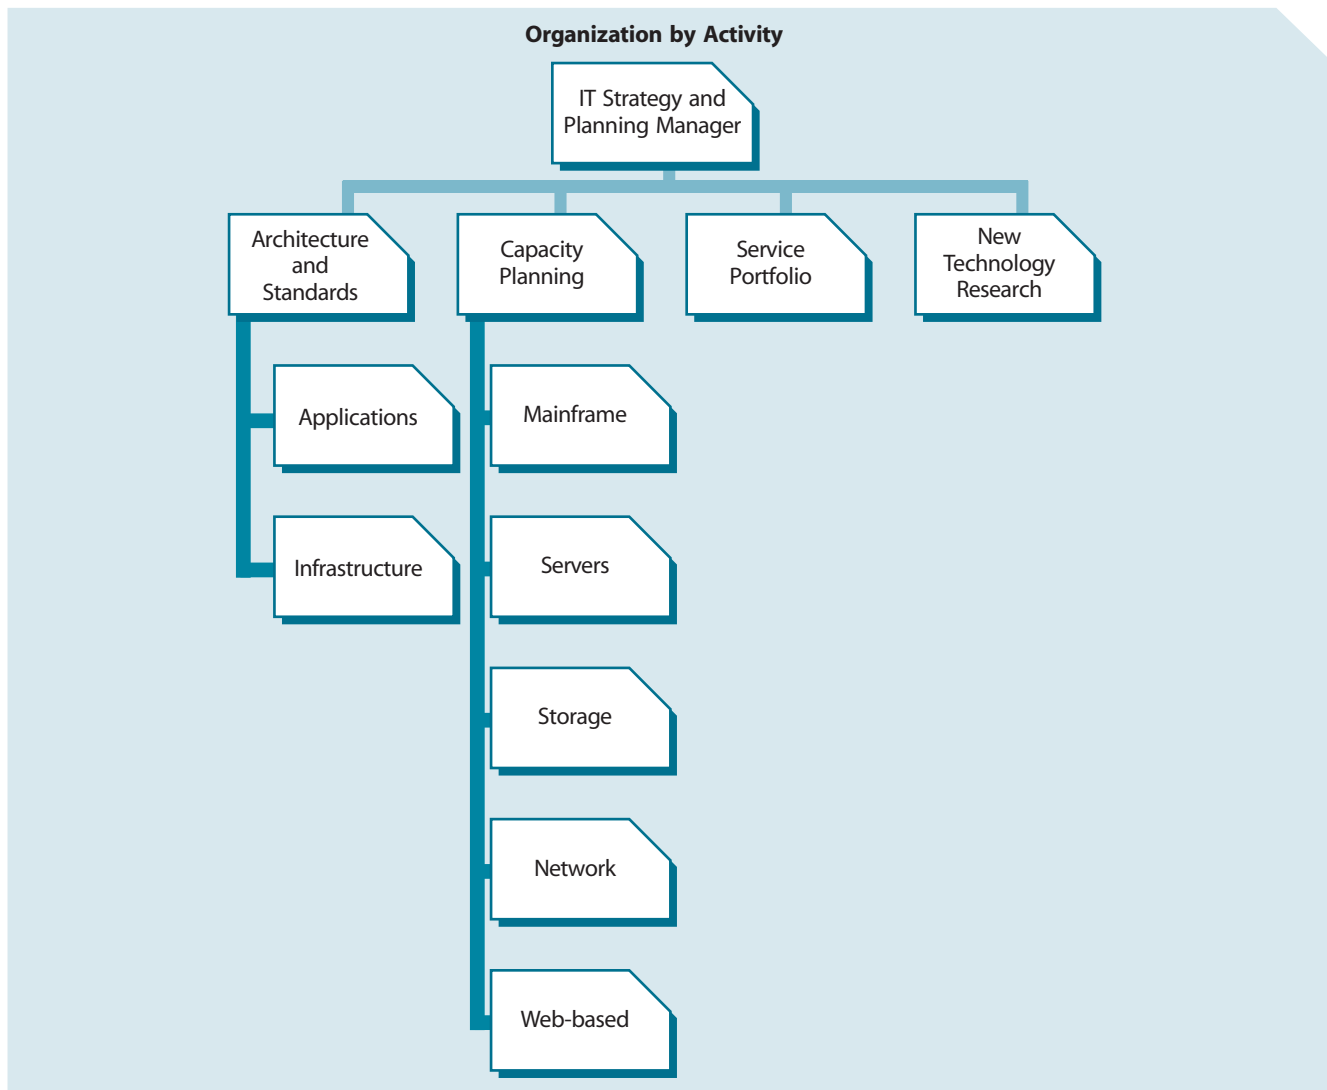 Organization by Activity
IT Strategy and
Planning Manager
Architecture
and
Standards
Capacity
Planning
Service
Portfolio
New
Technology
Research
Applications
Infrastructure
Mainframe
Servers
Storage
Network
Web-based